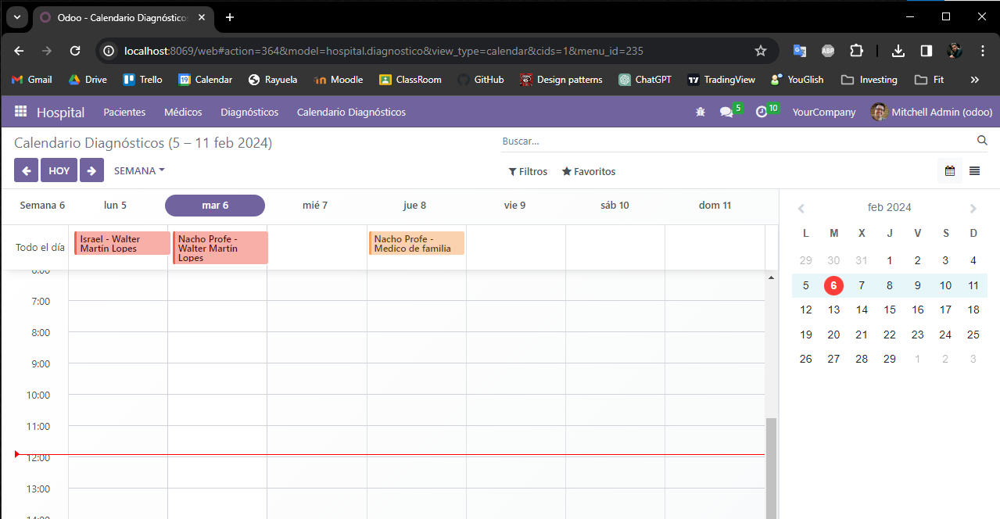 Odoo - Calendario Diagnósticos
localhost:8069/web#action=364&model=hospital.diagnostico&view_type=calendar&cids=1&menu_id=235
ABP
Gmail Drive Trello 19 Calendar Rayuela Moodle ClassRoom GitHub Design patterns ChatGPT TradingView YouGlish Investing Fit
Hospital Pacientes Médicos Diagnósticos Calendario Diagnósticos 5 10 YourCompany Mitchell Admin (odoo)
Calendario Diagnósticos (5 – 11 feb 2024)
Buscar...
HOY SEMANA
Filtros Favoritos
Semana 6 lun 5 mar 6 mié 7 jue 8 vie 9 sáb 10 dom 11
Todo el día
Israel - Walter
Martín Lopes
Nacho Profe -
Walter Martín
Lopes
Nacho Profe -
Medico de familia
6:00
7:00
8:00
9:00
10:00
11:00
12:00
13:00
14:00
feb 2024
L M X J V S D
29 30 31 1 2 3 4
5 6 7 8 9 10 11
12 13 14 15 16 17 18
19 20 21 22 23 24 25
26 27 28 29 1 2 3